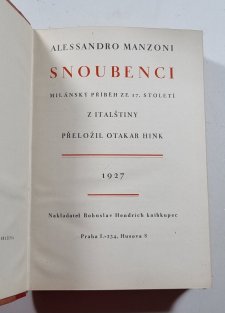 ALESSANDRO MANZONI
SNOUBENCI
MILÁNSKÝ PŘÍBĚH ZE 17. STOLETÍ
Z ITALŠTINY
PŘELOŽIL OTAKAR HINK
1927
Nakladatel Bohuslav Hendrich knihkupec
Praha I.-234, Husova 8